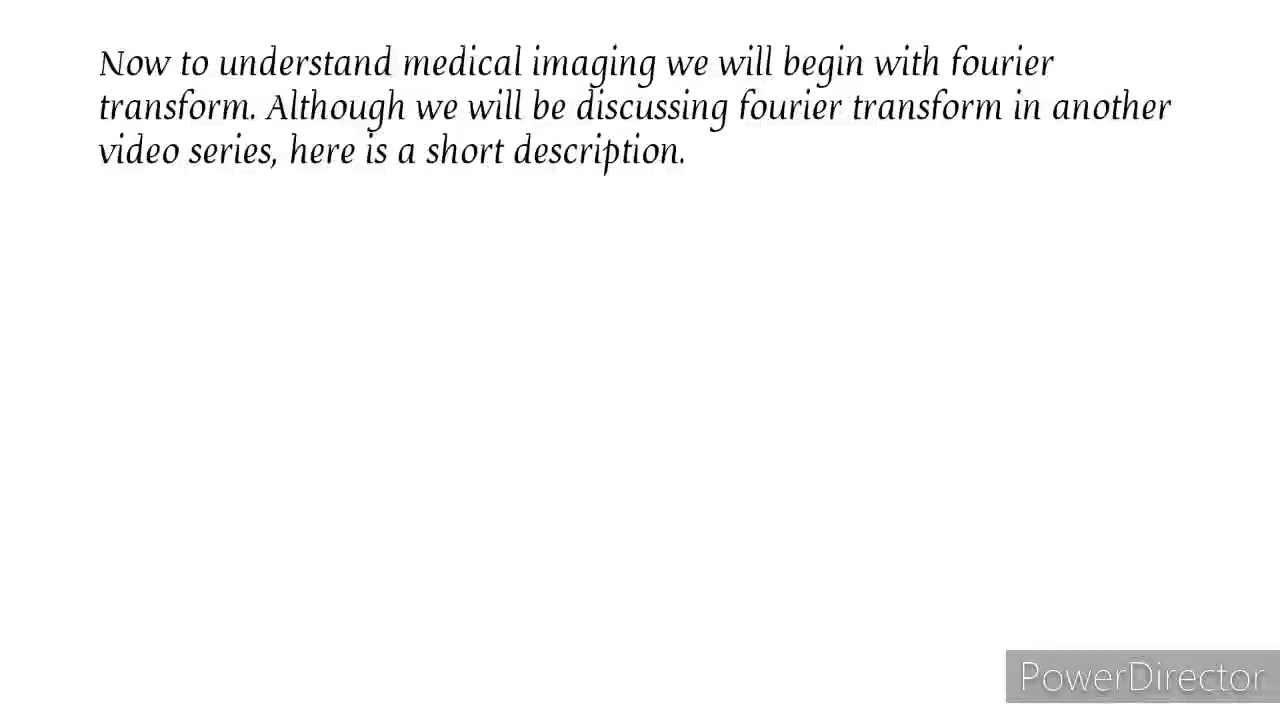 Now to understand medical imaging we will begin with fourier
transform. Although we will be discussing fourier transform in another
video series, here is a short description.
PowerDirector